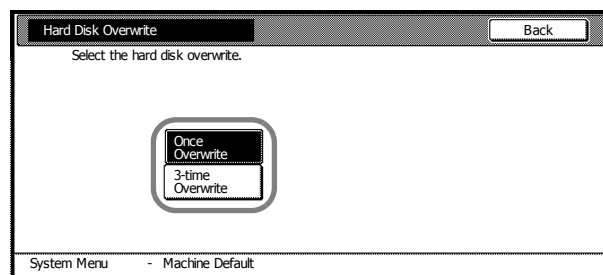 Hard Disk Overwrite
Back
Select the hard disk overwrite.
Once
Overwrite
3-time
Overwrite
System Menu - Machine Default